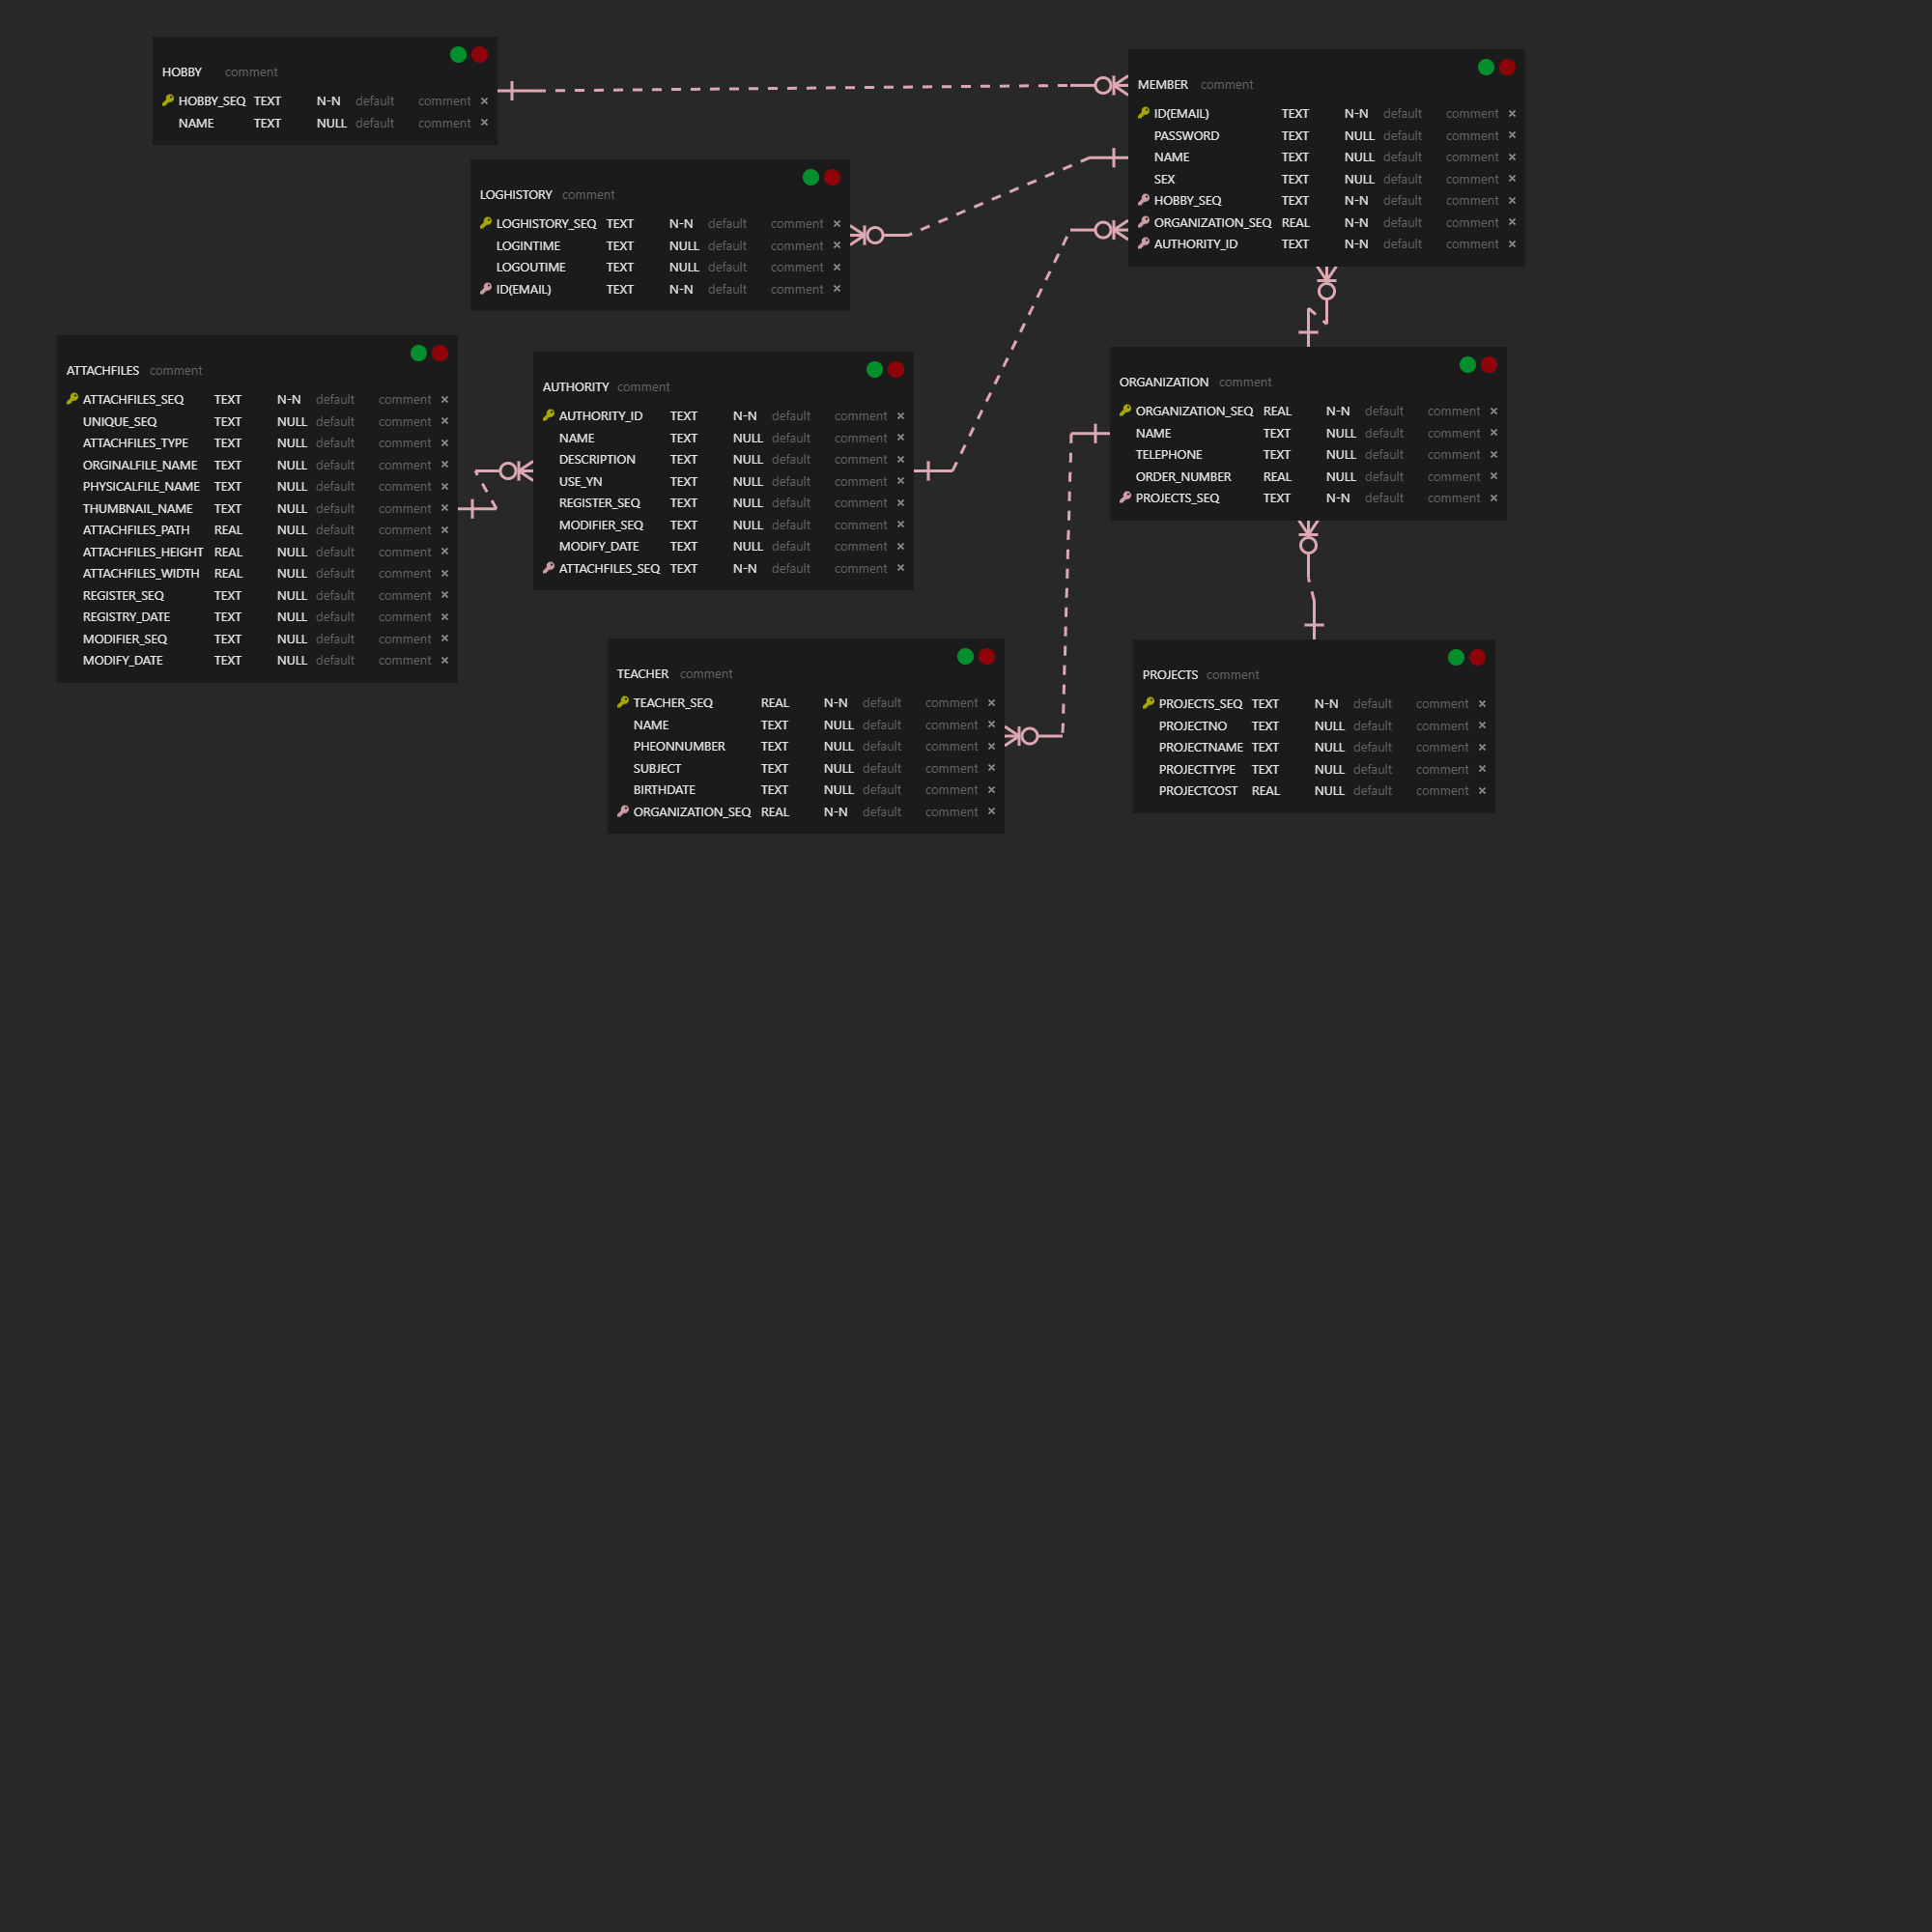 HOBBY comment
HOBBY_SEQ TEXT N-N default comment ×
NAME TEXT NULL default comment ×
MEMBER comment
ID(EMAIL) TEXT N-N default comment ×
PASSWORD TEXT NULL default comment ×
NAME TEXT NULL default comment ×
SEX TEXT NULL default comment ×
HOBBY_SEQ TEXT N-N default comment ×
ORGANIZATION_SEQ REAL N-N default comment ×
AUTHORITY_ID TEXT N-N default comment ×
LOGHISTORY comment
LOGHISTORY_SEQ TEXT N-N default comment ×
LOGINTIME TEXT NULL default comment ×
LOGOUTIME TEXT NULL default comment ×
ID(EMAIL) TEXT N-N default comment ×
ATTACHFILES comment
ATTACHFILES_SEQ TEXT N-N default comment ×
UNIQUE_SEQ TEXT NULL default comment ×
ATTACHFILES_TYPE TEXT NULL default comment ×
ORGINALFILE_NAME TEXT NULL default comment ×
PHYSICALFILE_NAME TEXT NULL default comment ×
THUMBNAIL_NAME TEXT NULL default comment ×
ATTACHFILES_PATH REAL NULL default comment ×
ATTACHFILES_HEIGHT REAL NULL default comment ×
ATTACHFILES_WIDTH REAL NULL default comment ×
REGISTER_SEQ TEXT NULL default comment ×
REGISTRY_DATE TEXT NULL default comment ×
MODIFIER_SEQ TEXT NULL default comment ×
MODIFY_DATE TEXT NULL default comment ×
AUTHORITY comment
AUTHORITY_ID TEXT N-N default comment ×
NAME TEXT NULL default comment ×
DESCRIPTION TEXT NULL default comment ×
USE_YN TEXT NULL default comment ×
REGISTER_SEQ TEXT NULL default comment ×
MODIFIER_SEQ TEXT NULL default comment ×
MODIFY_DATE TEXT NULL default comment ×
ATTACHFILES_SEQ TEXT N-N default comment ×
ORGANIZATION comment
ORGANIZATION_SEQ REAL N-N default comment ×
NAME TEXT NULL default comment ×
TELEPHONE TEXT NULL default comment ×
ORDER_NUMBER REAL NULL default comment ×
PROJECTS_SEQ TEXT N-N default comment ×
TEACHER comment
TEACHER_SEQ REAL N-N default comment ×
NAME TEXT NULL default comment ×
PHEONNUMBER TEXT NULL default comment ×
SUBJECT TEXT NULL default comment ×
BIRTHDATE TEXT NULL default comment ×
ORGANIZATION_SEQ REAL N-N default comment ×
PROJECTS comment
PROJECTS_SEQ TEXT N-N default comment ×
PROJECTNO TEXT NULL default comment ×
PROJECTNAME TEXT NULL default comment ×
PROJECTTYPE TEXT NULL default comment ×
PROJECTCOST REAL NULL default comment ×